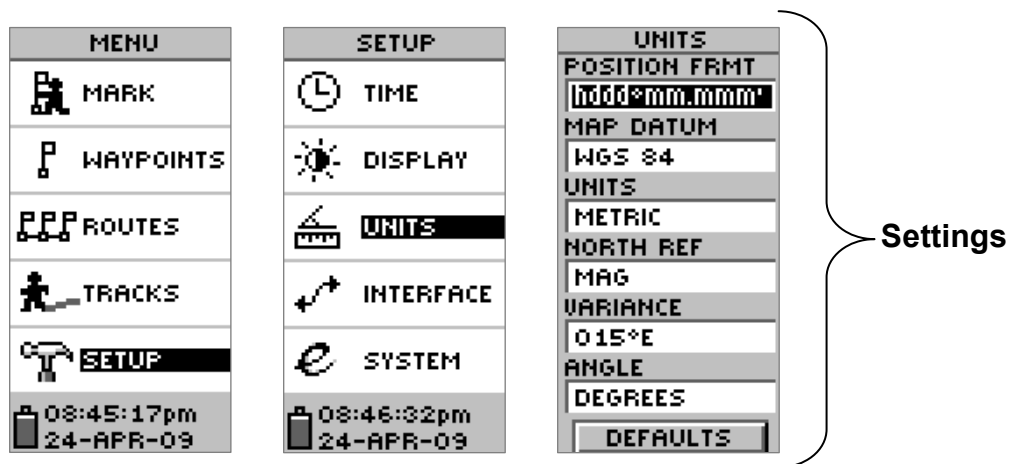 MENU
MARK
WAYPOINTS
ROUTES
TRACKS
SETUP
08:45:17pm
24-APR-09
SETUP
TIME
DISPLAY
UNITS
INTERFACE
SYSTEM
08:46:32pm
24-APR-09
UNITS
POSITION FRMT
hddd°mm.mmm'
MAP DATUM
WGS 84
UNITS
METRIC
NORTH REF
MAG
VARIANCE
015°E
ANGLE
DEGREES
DEFAULTS
Settings